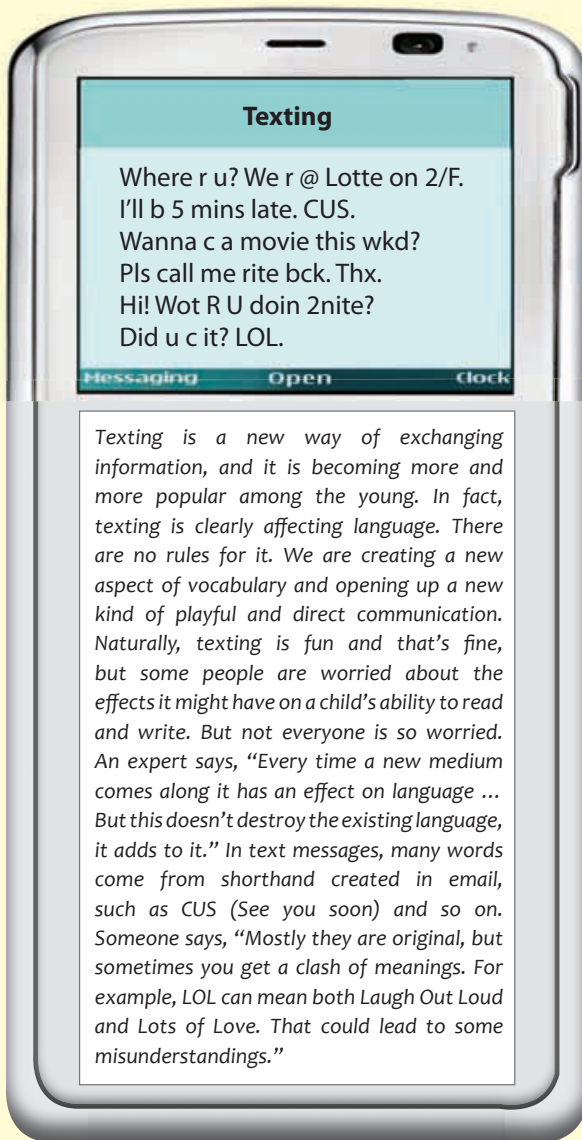 Texting
Where r u? We r @ Lotte on 2/F.
I'll b 5 mins late. CUS.
Wanna c a movie this wkd?
Pls call me rite bck. Thx.
Hi! Wot R U doin 2nite?
Did u c it? LOL.
Messaging Open Clock
Texting is a new way of exchanging
information, and it is becoming more and
more popular among the young. In fact,
texting is clearly affecting language. There
are no rules for it. We are creating a new
aspect of vocabulary and opening up a new
kind of playful and direct communication.
Naturally, texting is fun and that's fine,
but some people are worried about the
effects it might have on a child's ability to read
and write. But not everyone is so worried.
An expert says, “Every time a new medium
comes along it has an effect on language …
But this doesn't destroy the existing language,
it adds to it.” In text messages, many words
come from shorthand created in email,
such as CUS (See you soon) and so on.
Someone says, “Mostly they are original, but
sometimes you get a clash of meanings. For
example, LOL can mean both Laugh Out Loud
and Lots of Love. That could lead to some
misunderstandings.”